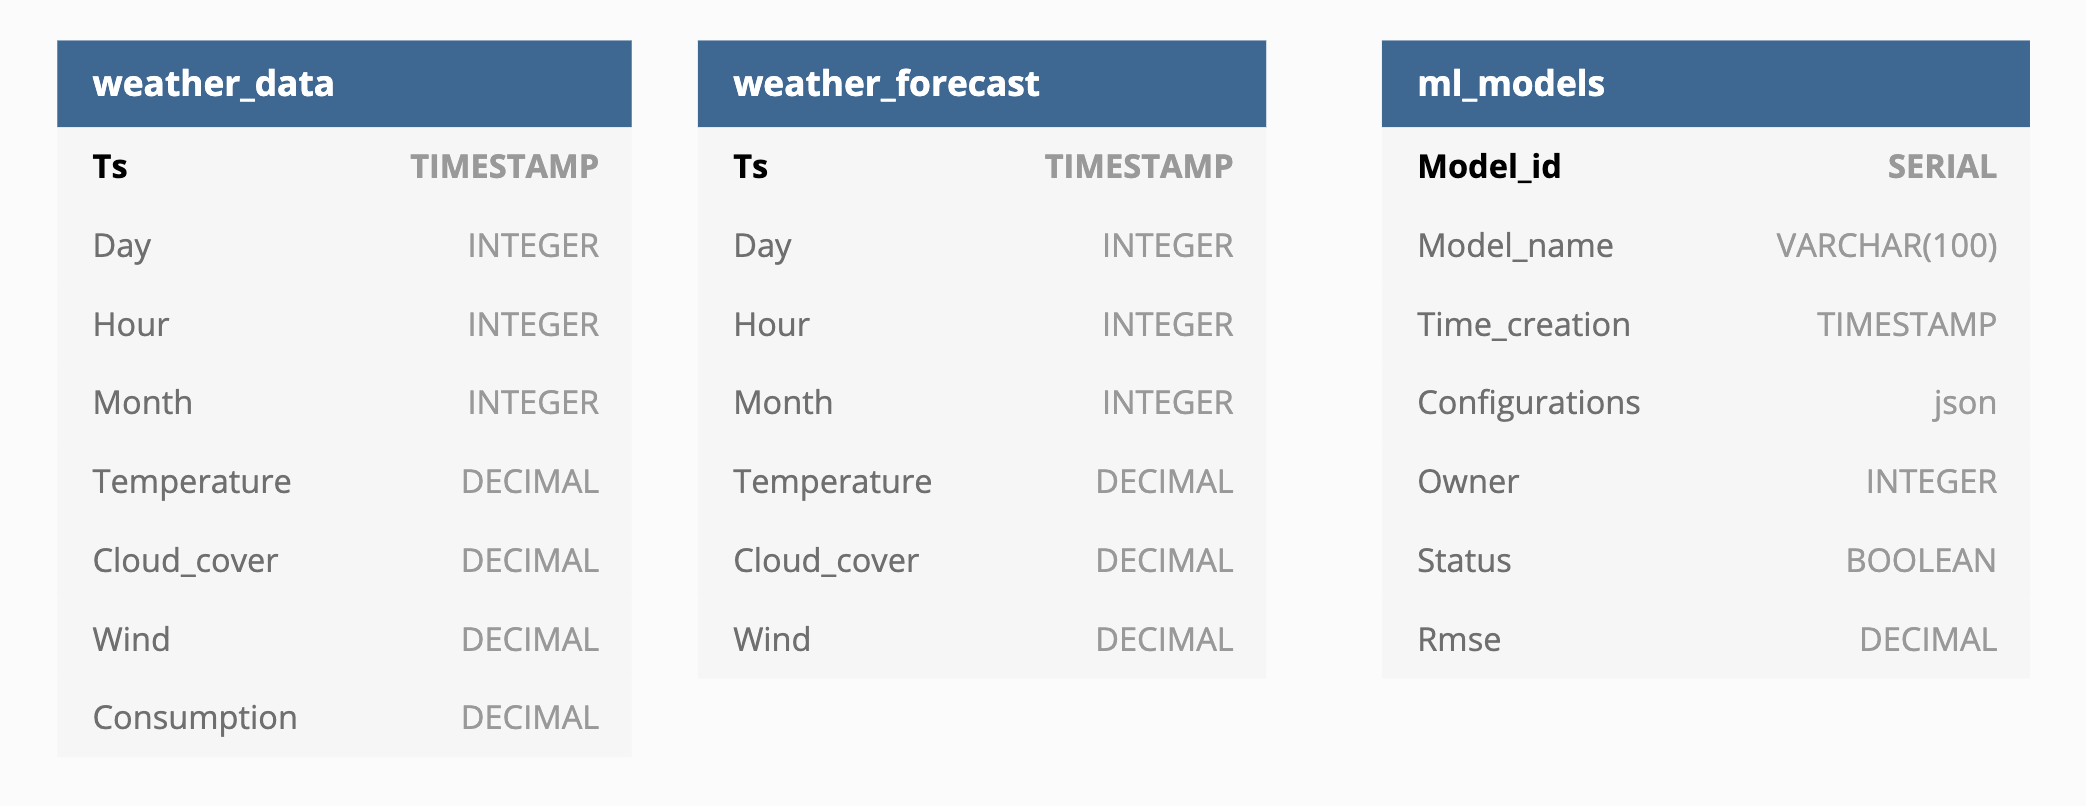 weather_data
Ts TIMESTAMP
Day INTEGER
Hour INTEGER
Month INTEGER
Temperature DECIMAL
Cloud_cover DECIMAL
Wind DECIMAL
Consumption DECIMAL
weather_forecast
Ts TIMESTAMP
Day INTEGER
Hour INTEGER
Month INTEGER
Temperature DECIMAL
Cloud_cover DECIMAL
Wind DECIMAL
ml_models
Model_id SERIAL
Model_name VARCHAR(100)
Time_creation TIMESTAMP
Configurations json
Owner INTEGER
Status BOOLEAN
Rmse DECIMAL